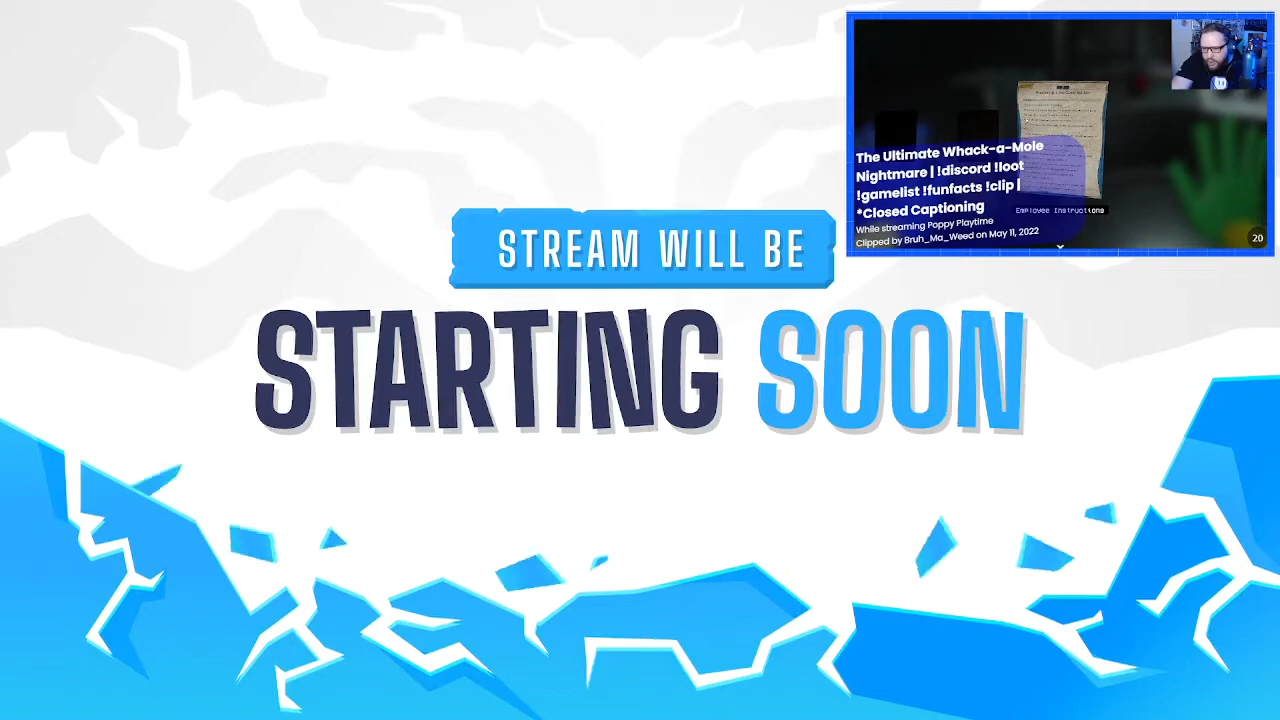 STREAM WILL BE
STARTING SOON
The Ultimate Whack-a-Mole
Nightmare | !discord !loot
!gamelist !funfacts !clip |
*Closed Captioning
While streaming Poppy Playtime
Clipped by Bruh_Ma_Weed on May 11, 2022
Employee Instructions
20